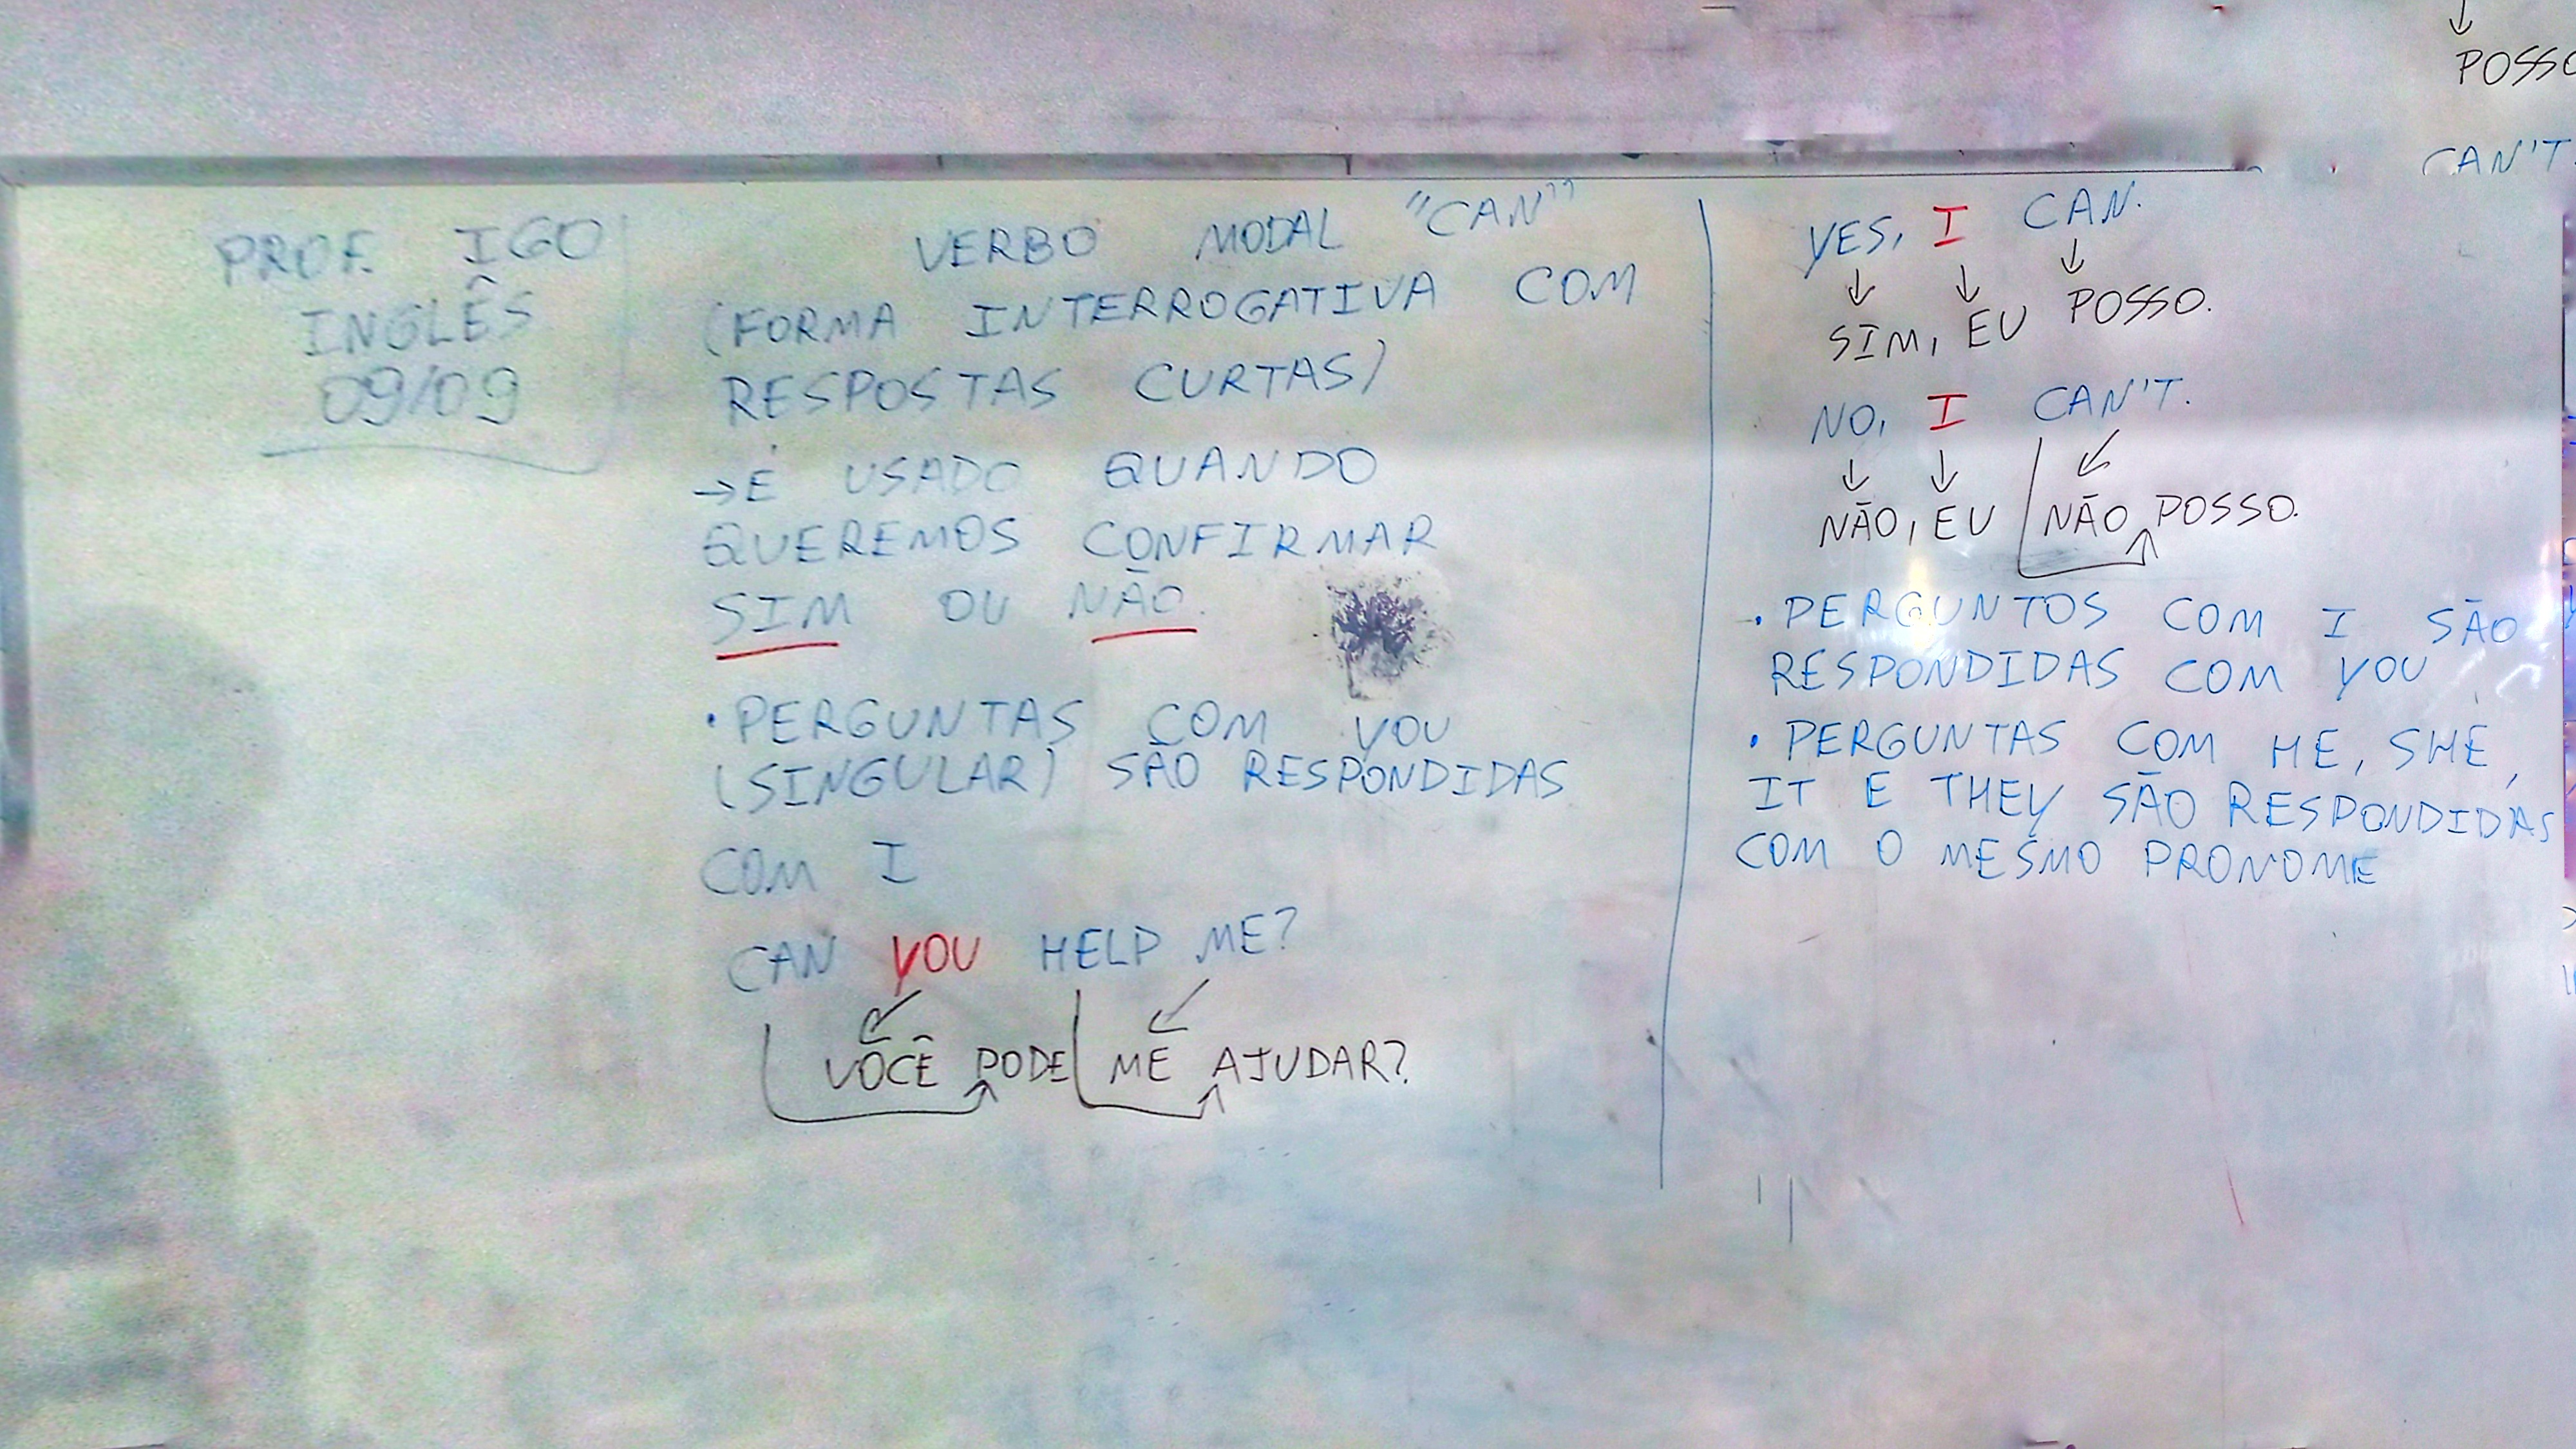 PROF. IGO
INGLÊS
09/09
VERBO MODAL "CAN"
(FORMA INTERROGATIVA COM
RESPOSTAS CURTAS)
→ É USADO QUANDO
QUEREMOS CONFIRMAR
SIM OU NÃO.
• PERGUNTAS COM YOU
(SINGULAR) SÃO RESPONDIDAS
COM I
CAN YOU HELP ME?
VOCÊ PODE ME AJUDAR?
YES, I CAN.
SIM, EU POSSO.
NO, I CAN'T.
NÃO, EU NÃO POSSO.
• PERGUNTOS COM I SÃO
RESPONDIDAS COM YOU.
• PERGUNTAS COM HE, SHE,
IT E THEY SÃO RESPONDIDAS
COM O MESMO PRONOME
POSSO
CAN'T